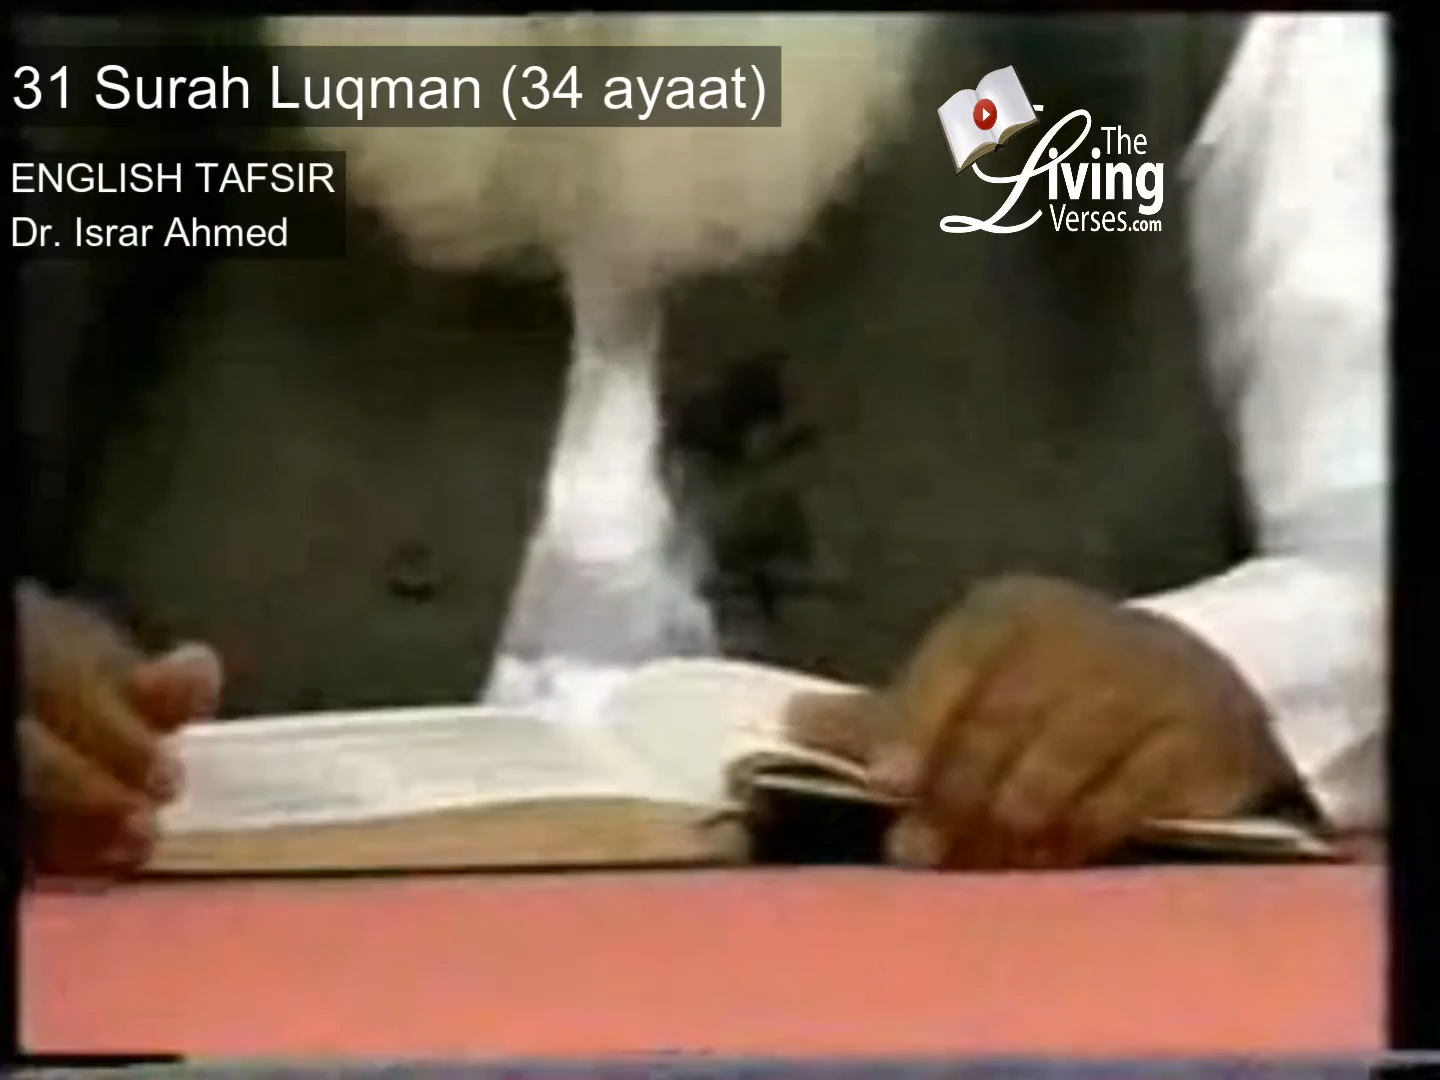 31 Surah Luqman (34 ayaat)
ENGLISH TAFSIR
Dr. Israr Ahmed
The
Living
Verses.com